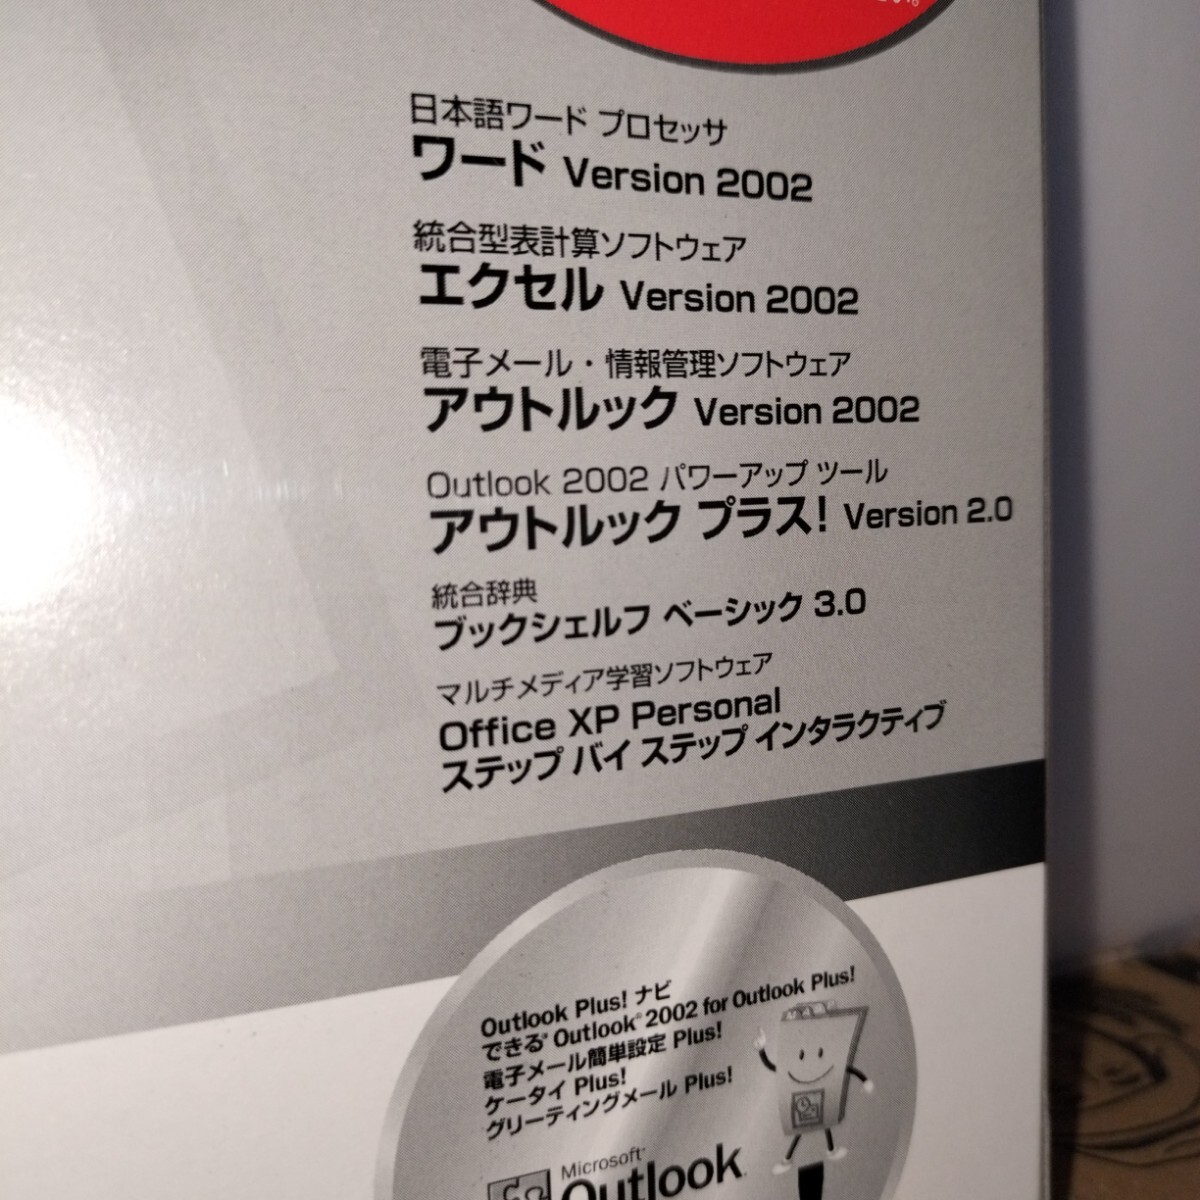 日本語ワード プロセッサ
ワード Version 2002
統合型表計算ソフトウェア
エクセル Version 2002
電子メール・情報管理ソフトウェア
アウトルック Version 2002
Outlook 2002 パワーアップ ツール
アウトルック プラス! Version 2.0
統合辞典
ブックシェルフ ベーシック 3.0
マルチメディア学習ソフトウェア
Office XP Personal
ステップ バイ ステップ インタラクティブ
Outlook Plus! ナビ
できる® Outlook® 2002 for Outlook Plus!
電子メール簡単設定 Plus!
ケータイ Plus!
グリーティングメール Plus!
Microsoft®
Outlook